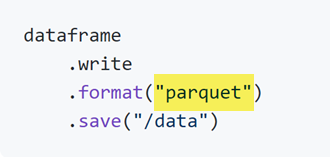 dataframe
    .write
    .format("parquet")
    .save("/data")